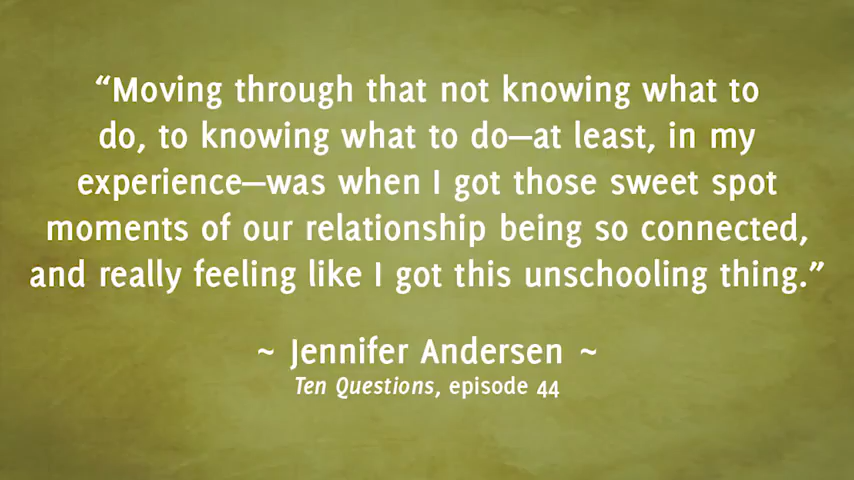 “Moving through that not knowing what to
do, to knowing what to do—at least, in my
experience—was when I got those sweet spot
moments of our relationship being so connected,
and really feeling like I got this unschooling thing.”
~ Jennifer Andersen ~
Ten Questions, episode 44